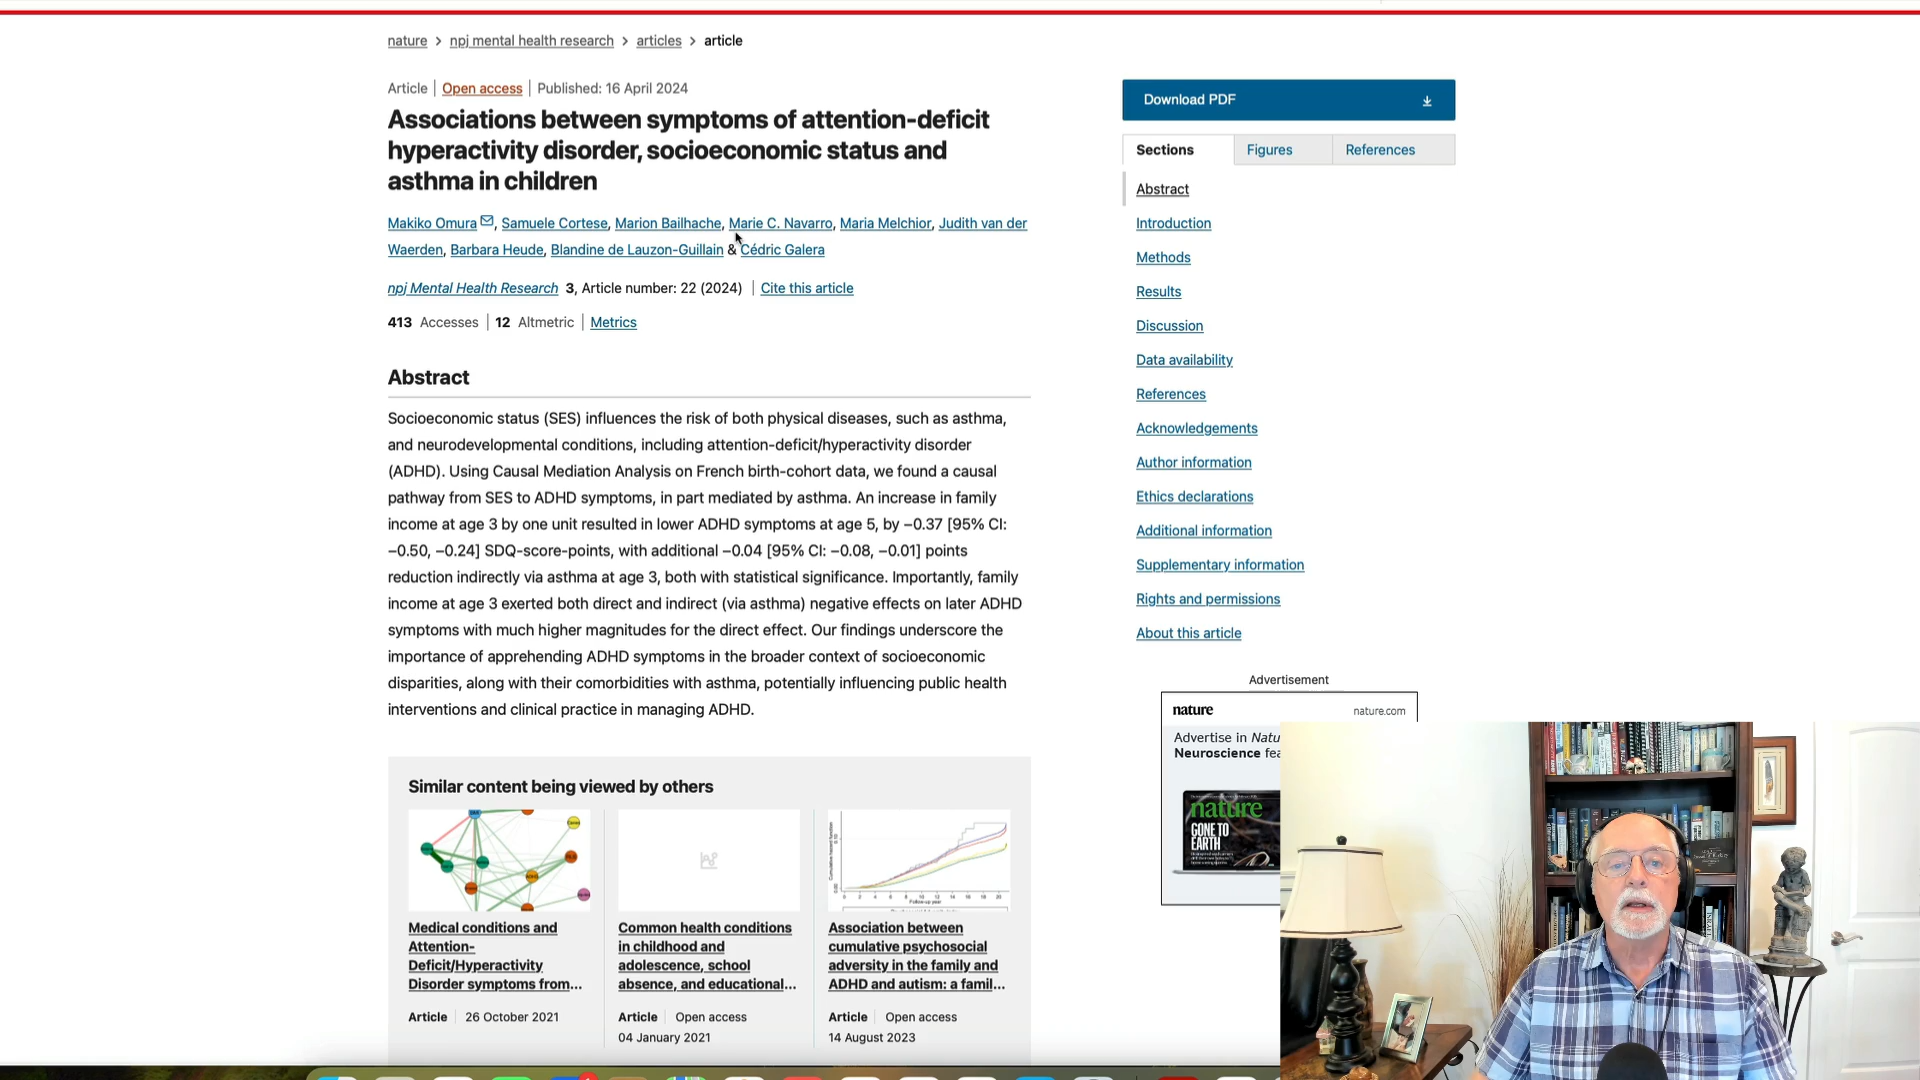 nature > npj mental health research > articles > article
Article | Open access | Published: 16 April 2024
Associations between symptoms of attention-deficit
hyperactivity disorder, socioeconomic status and
asthma in children
Makiko Omura, Samuele Cortese, Marion Bailhache, Marie C. Navarro, Maria Melchior, Judith van der
Waerden, Barbara Heude, Blandine de Lauzon-Guillain & Cédric Galera
npj Mental Health Research 3, Article number: 22 (2024) | Cite this article
413 Accesses | 12 Altmetric | Metrics
Abstract
Socioeconomic status (SES) influences the risk of both physical diseases, such as asthma,
and neurodevelopmental conditions, including attention-deficit/hyperactivity disorder
(ADHD). Using Causal Mediation Analysis on French birth-cohort data, we found a causal
pathway from SES to ADHD symptoms, in part mediated by asthma. An increase in family
income at age 3 by one unit resulted in lower ADHD symptoms at age 5, by −0.37 [95% CI:
−0.50, −0.24] SDQ-score-points, with additional −0.04 [95% CI: −0.08, −0.01] points
reduction indirectly via asthma at age 3, both with statistical significance. Importantly, family
income at age 3 exerted both direct and indirect (via asthma) negative effects on later ADHD
symptoms with much higher magnitudes for the direct effect. Our findings underscore the
importance of apprehending ADHD symptoms in the broader context of socioeconomic
disparities, along with their comorbidities with asthma, potentially influencing public health
interventions and clinical practice in managing ADHD.
Similar content being viewed by others
Medical conditions and
Attention-
Deficit/Hyperactivity
Disorder symptoms from...
Article | 26 October 2021
Common health conditions
in childhood and
adolescence, school
absence, and educational...
Article | Open access
04 January 2021
Follow-up year
Association between
cumulative psychosocial
adversity in the family and
ADHD and autism: a famil...
Article | Open access
14 August 2023
Download PDF
Sections
Figures
References
Abstract
Introduction
Methods
Results
Discussion
Data availability
References
Acknowledgements
Author information
Ethics declarations
Additional information
Supplementary information
Rights and permissions
About this article
Advertisement
nature nature.com
Advertise in Natu
Neuroscience fea
nature
GONE TO
EARTH